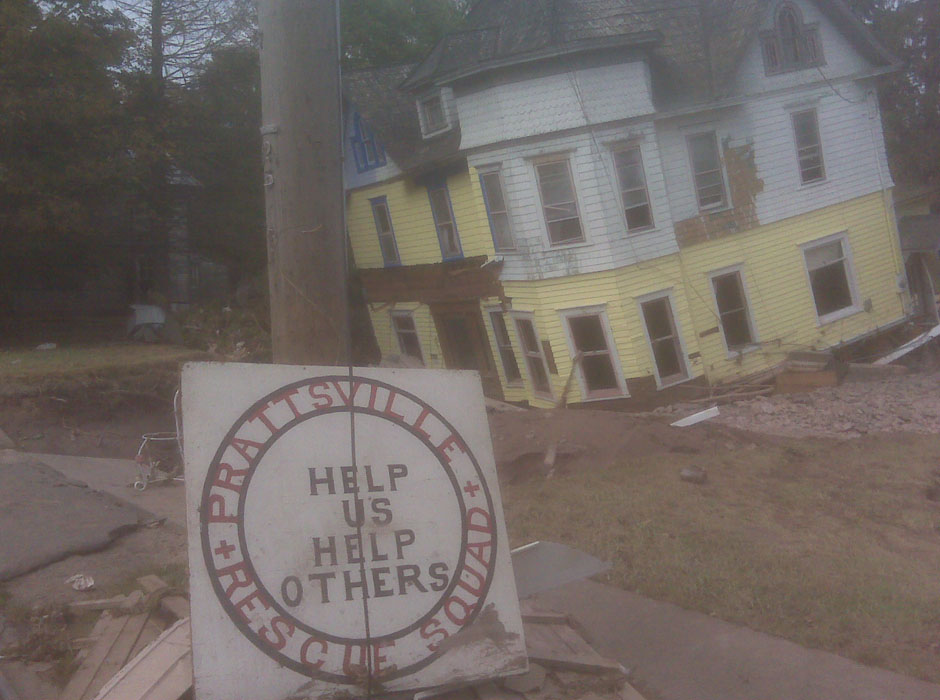 PRATTSVILLE
HELP
US
HELP
OTHERS
+ RESCUE SQUAD +